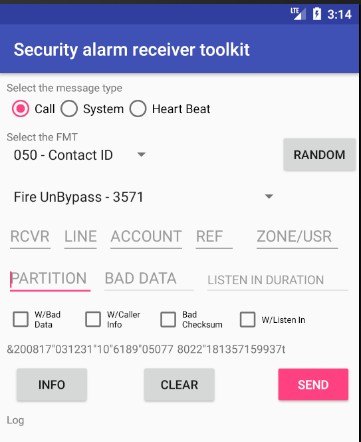 LTE 3:14
Security alarm receiver toolkit
Select the message type
Call System Heart Beat
Select the FMT
050 - Contact ID RANDOM
Fire UnBypass - 3571
RCVR LINE ACCOUNT REF ZONE/USR
PARTITION BAD DATA LISTEN IN DURATION
W/Bad Data W/Caller Info Bad Checksum W/Listen In
&200817"031231"10"6189"05077 8022"181357159937t
INFO CLEAR SEND
Log